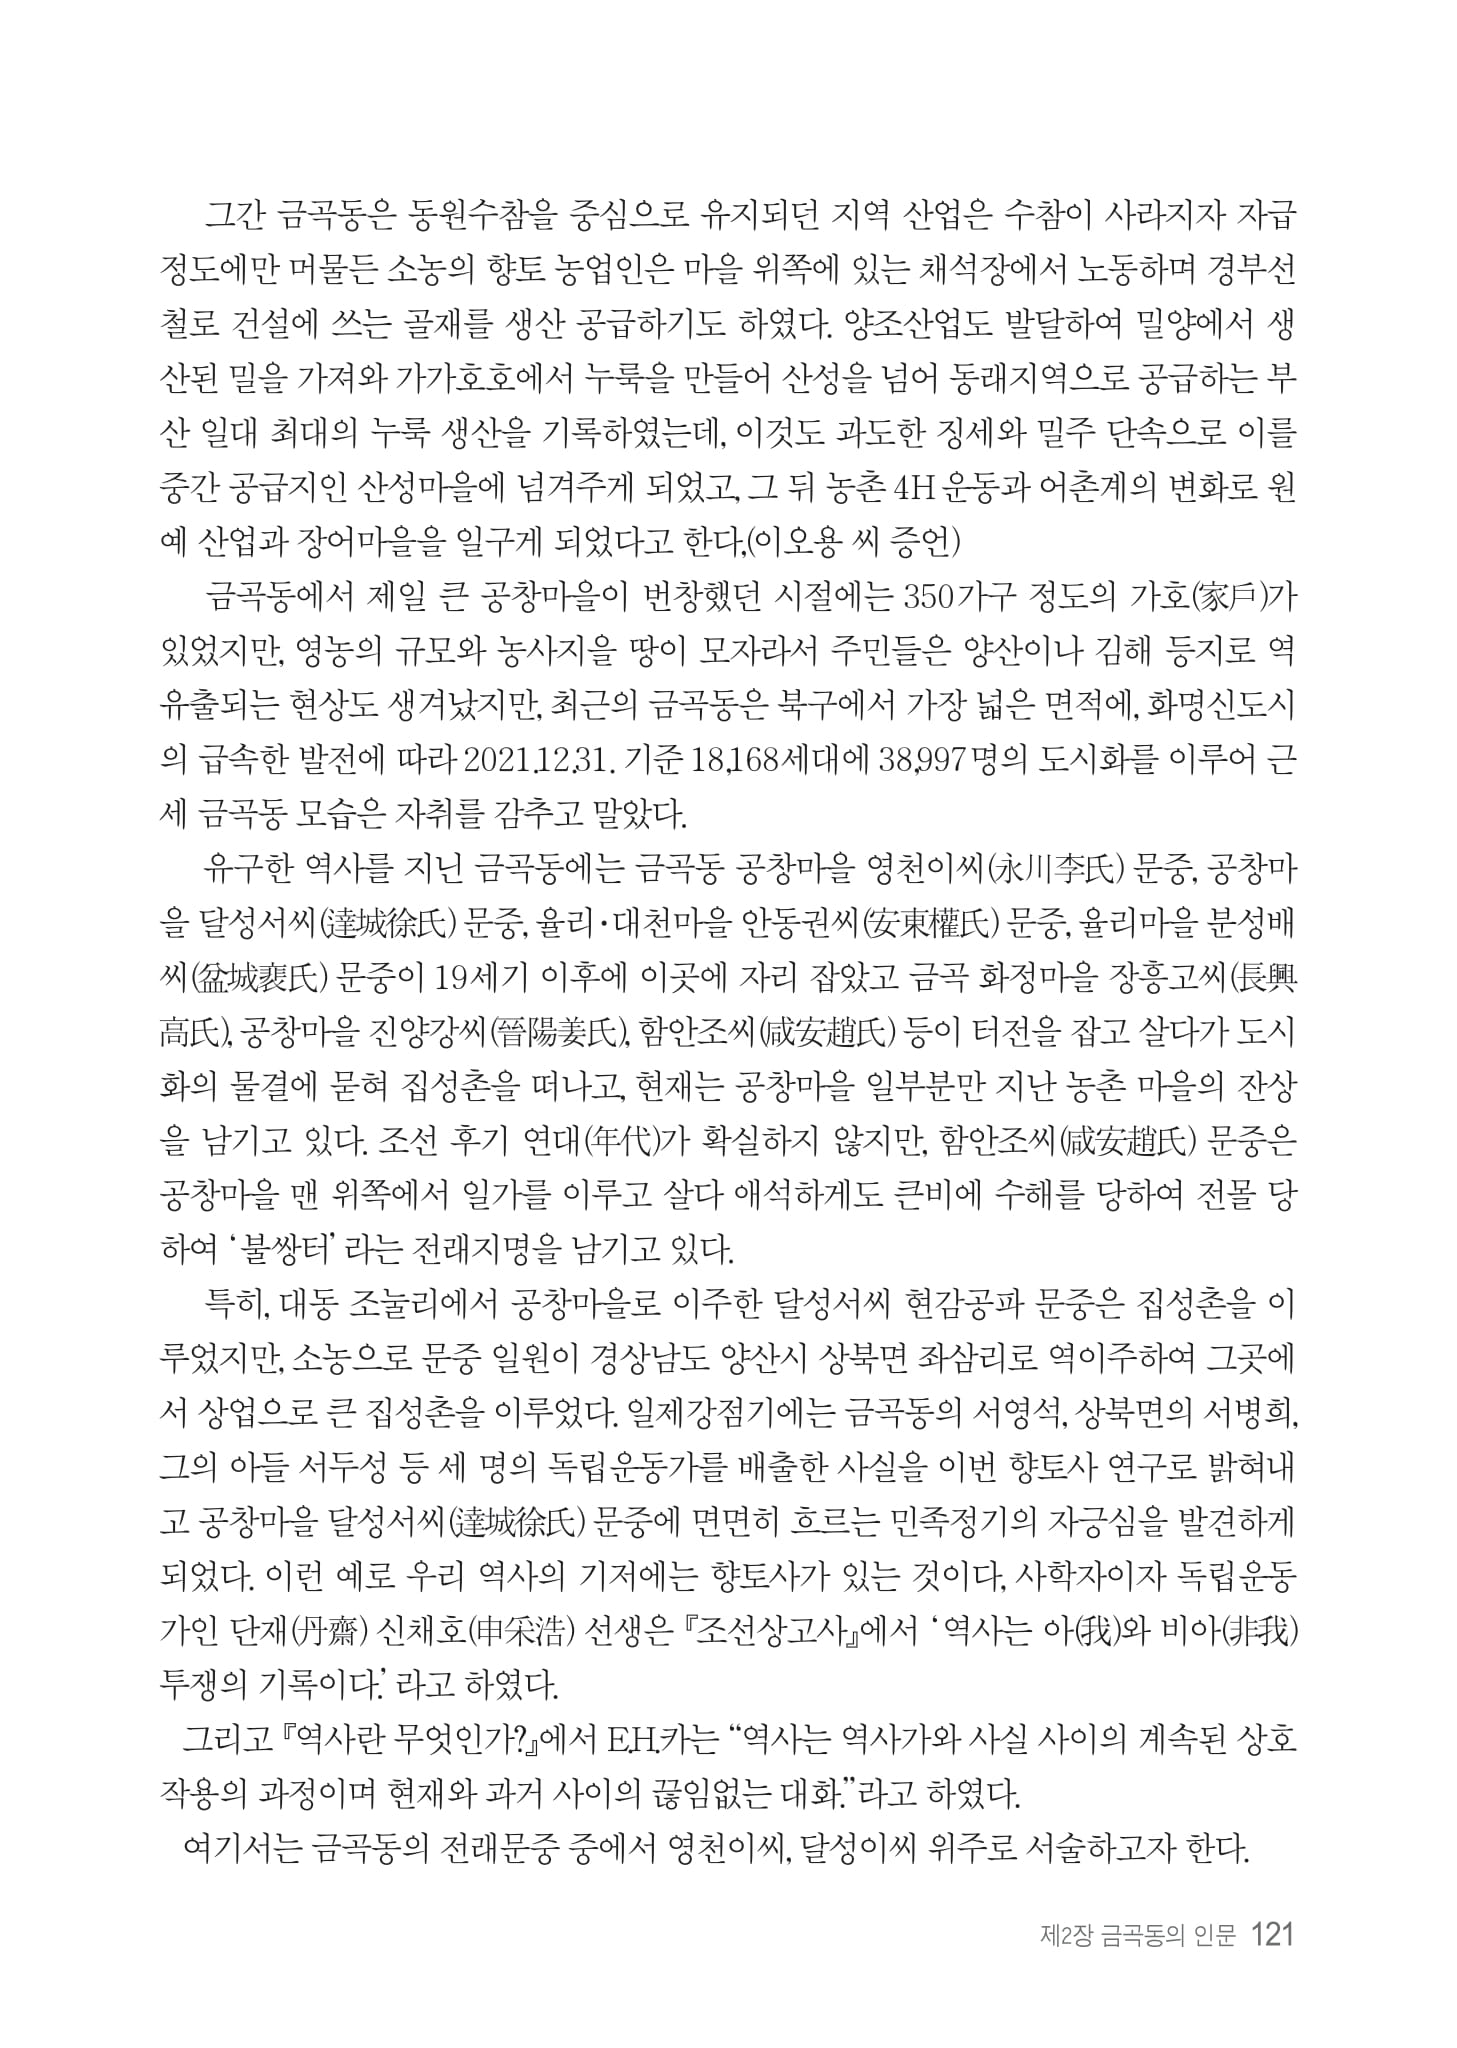 그간 금곡동은 동원수참을 중심으로 유지되던 지역 산업은 수참이 사라지자 자급
정도에만 머물든 소농의 향토 농업인은 마을 위쪽에 있는 채석장에서 노동하며 경부선
철로 건설에 쓰는 골재를 생산 공급하기도 하였다. 양조산업도 발달하여 밀양에서 생
산된 밀을 가져와 가가호호에서 누룩을 만들어 산성을 넘어 동래지역으로 공급하는 부
산 일대 최대의 누룩 생산을 기록하였는데, 이것도 과도한 징세와 밀주 단속으로 이를
중간 공급지인 산성마을에 넘겨주게 되었고, 그 뒤 농촌 4H 운동과 어촌계의 변화로 원
예 산업과 장어마을을 일구게 되었다고 한다,(이오용 씨 증언)
금곡동에서 제일 큰 공창마을이 번창했던 시절에는 350가구 정도의 가호(家戶)가
있었지만, 영농의 규모와 농사지을 땅이 모자라서 주민들은 양산이나 김해 등지로 역
유출되는 현상도 생겨났지만, 최근의 금곡동은 북구에서 가장 넓은 면적에, 화명신도시
의 급속한 발전에 따라 2021.12.31. 기준 18,168세대에 38,997명의 도시화를 이루어 근
세 금곡동 모습은 자취를 감추고 말았다.
유구한 역사를 지닌 금곡동에는 금곡동 공창마을 영천이씨(永川李氏) 문중, 공창마
을 달성서씨(達城徐氏) 문중, 율리·대천마을 안동권씨(安東權氏) 문중, 율리마을 분성배
씨(盆城裵氏) 문중이 19세기 이후에 이곳에 자리 잡았고 금곡 화정마을 장흥고씨(長興
高氏), 공창마을 진양강씨(晉陽姜氏), 함안조씨(咸安趙氏) 등이 터전을 잡고 살다가 도시
화의 물결에 묻혀 집성촌을 떠나고, 현재는 공창마을 일부분만 지난 농촌 마을의 잔상
을 남기고 있다. 조선 후기 연대(年代)가 확실하지 않지만, 함안조씨(咸安趙氏) 문중은
공창마을 맨 위쪽에서 일가를 이루고 살다 애석하게도 큰비에 수해를 당하여 전몰 당
하여 ‘불쌍터’라는 전래지명을 남기고 있다.
특히, 대동 조눌리에서 공창마을로 이주한 달성서씨 현감공파 문중은 집성촌을 이
루었지만, 소농으로 문중 일원이 경상남도 양산시 상북면 좌삼리로 역이주하여 그곳에
서 상업으로 큰 집성촌을 이루었다. 일제강점기에는 금곡동의 서영석, 상북면의 서병희,
그의 아들 서두성 등 세 명의 독립운동가를 배출한 사실을 이번 향토사 연구로 밝혀내
고 공창마을 달성서씨(達城徐氏) 문중에 면면히 흐르는 민족정기의 자긍심을 발견하게
되었다. 이런 예로 우리 역사의 기저에는 향토사가 있는 것이다, 사학자이자 독립운동
가인 단재(丹齋) 신채호(申采浩) 선생은 『조선상고사』에서 ‘역사는 아(我)와 비아(非我)
투쟁의 기록이다.’ 라고 하였다.
그리고 『역사란 무엇인가?』에서 E.H.카는 “역사는 역사가와 사실 사이의 계속된 상호
작용의 과정이며 현재와 과거 사이의 끊임없는 대화.”라고 하였다.
여기서는 금곡동의 전래문중 중에서 영천이씨, 달성이씨 위주로 서술하고자 한다.
제2장 금곡동의 인문 121